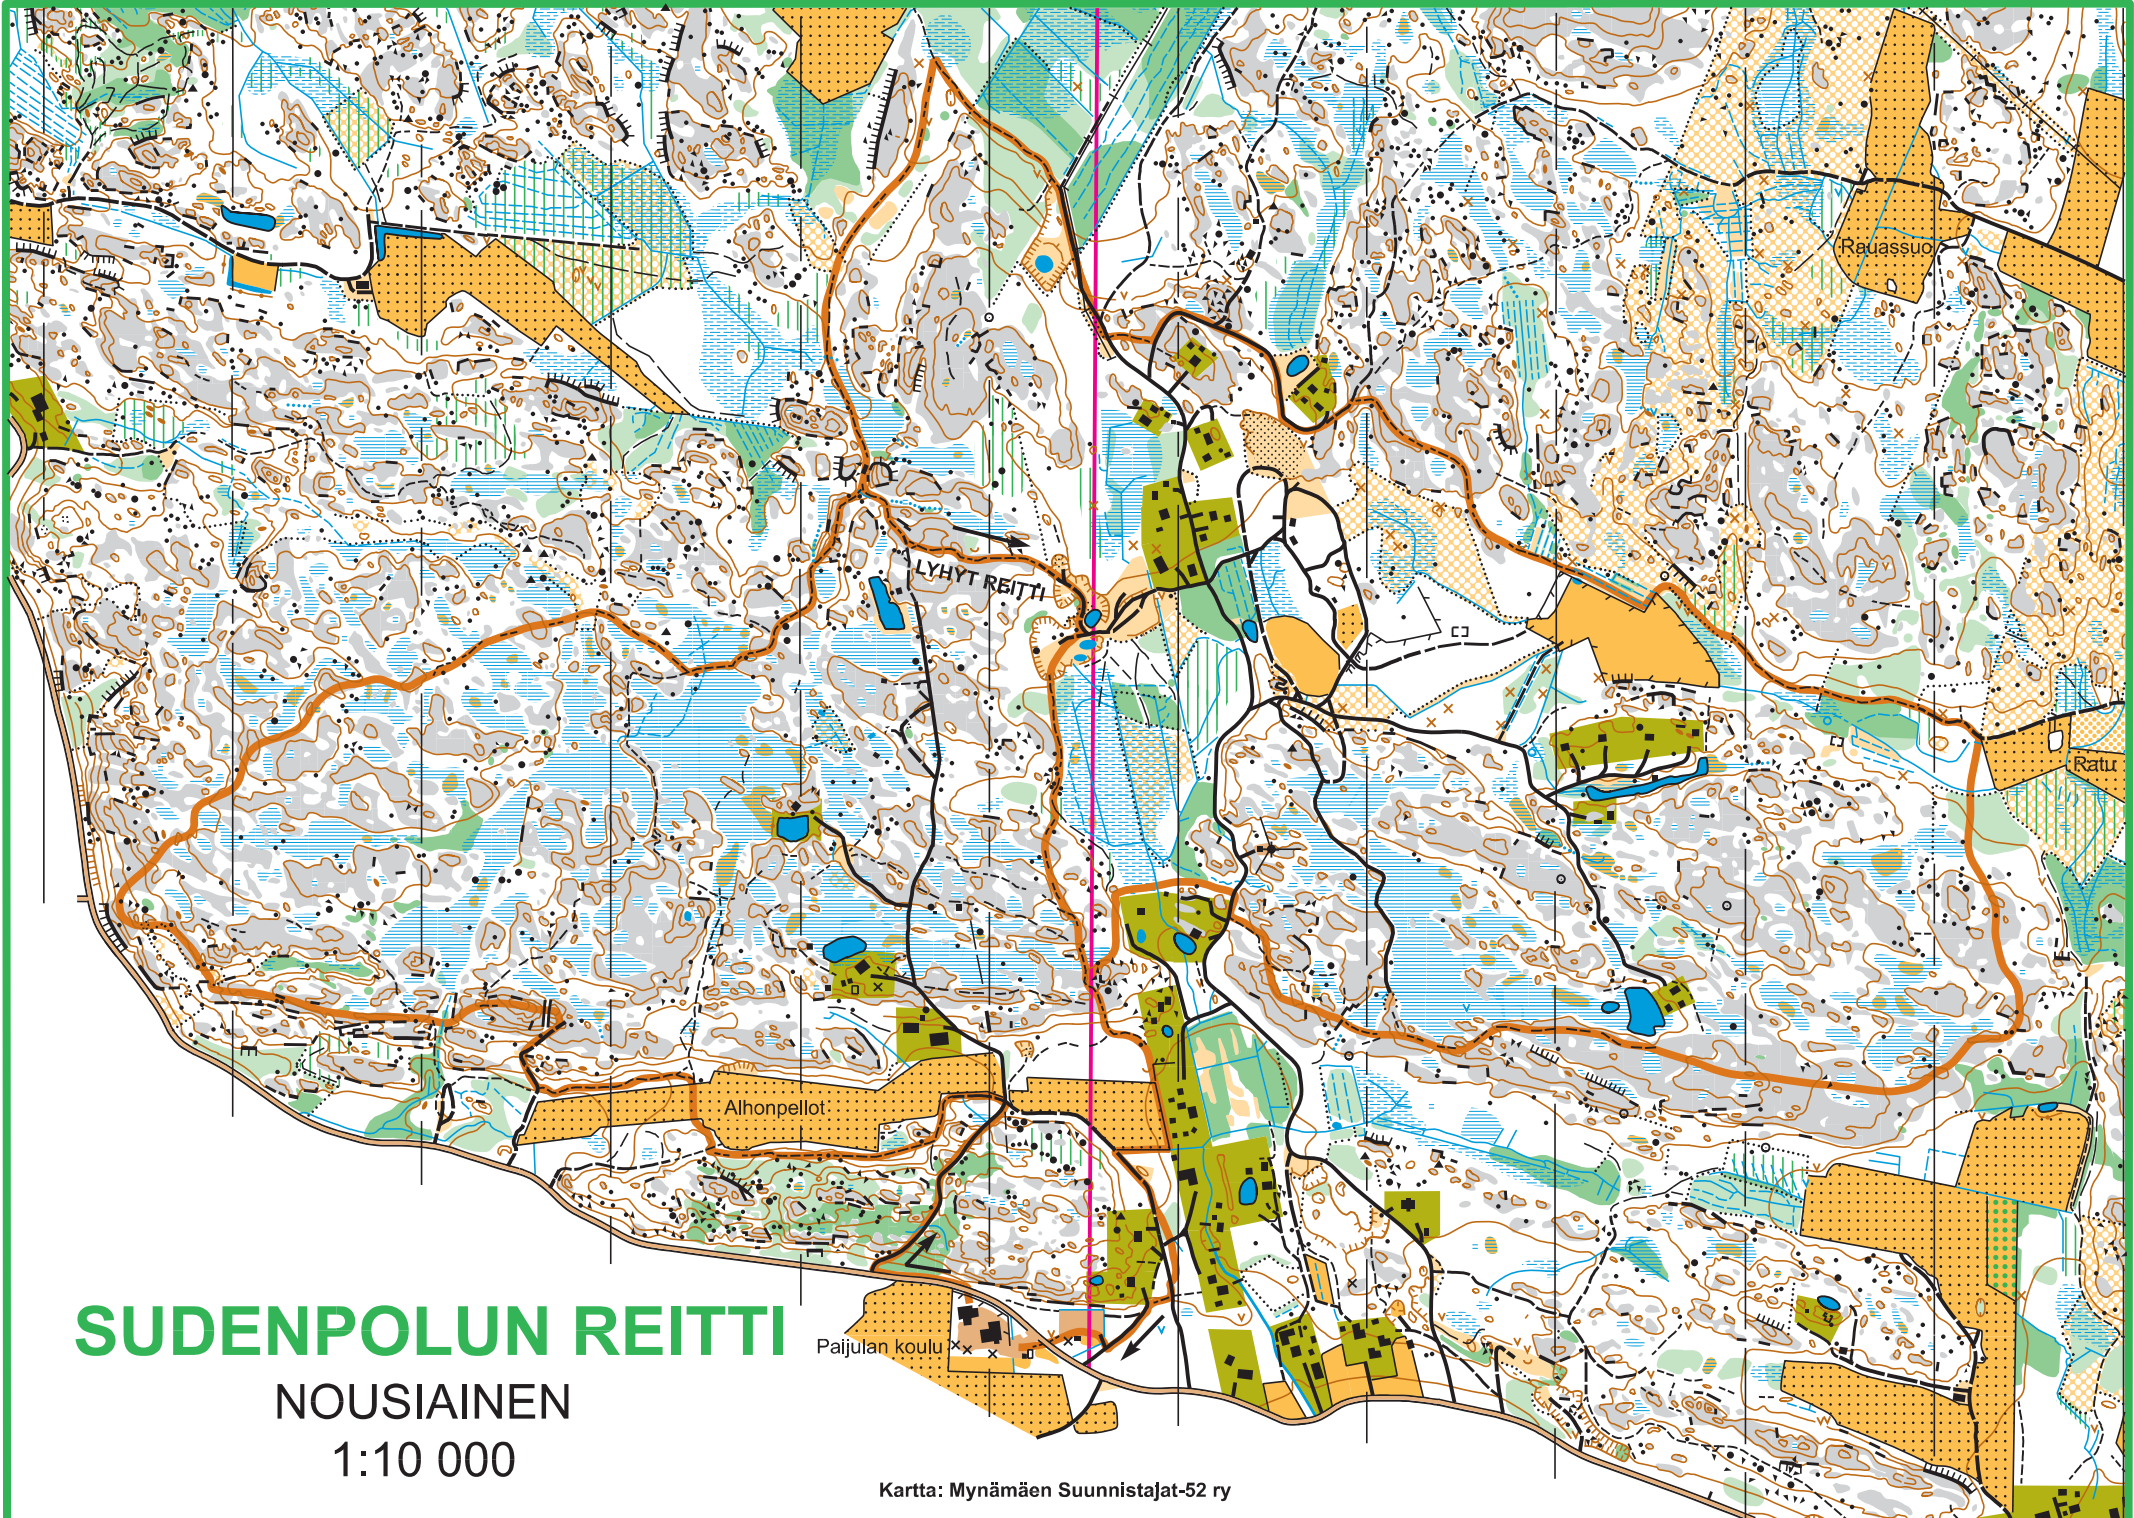 Rauassuo
LYHYT REITTI
Ratu
Alhonpellot
SUDENPOLUN REITTI
Paijulan koulu
NOUSIAINEN
1:10 000
Kartta: Mynämäen Suunnistajat-52 ry